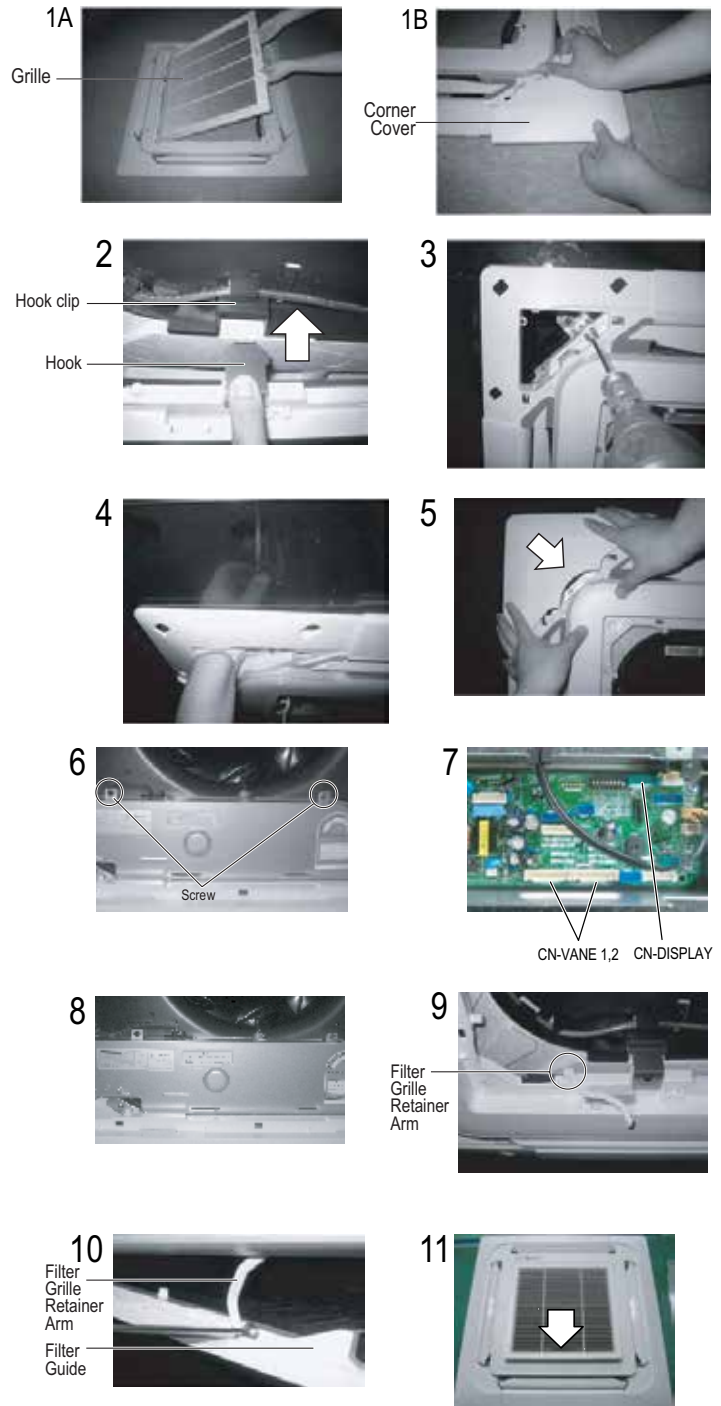 1A
Grille
1B
Corner
Cover
2
Hook clip
Hook
3
4
5
6
Screw
7
CN-VANE 1,2
CN-DISPLAY
8
9
Filter
Grille
Retainer
Arm
10
Filter
Grille
Retainer
Arm
Filter
Guide
11